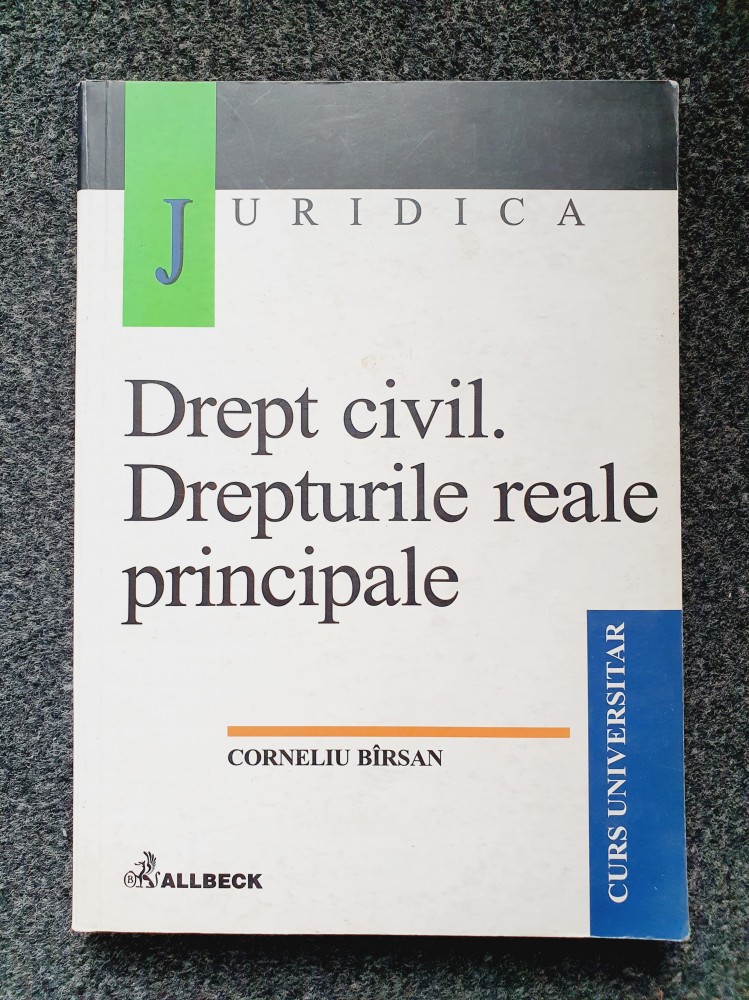 JURIDICA
Drept civil.
Drepturile reale
principale
CORNELIU BÎRSAN
CURS UNIVERSITAR
B ALLBECK